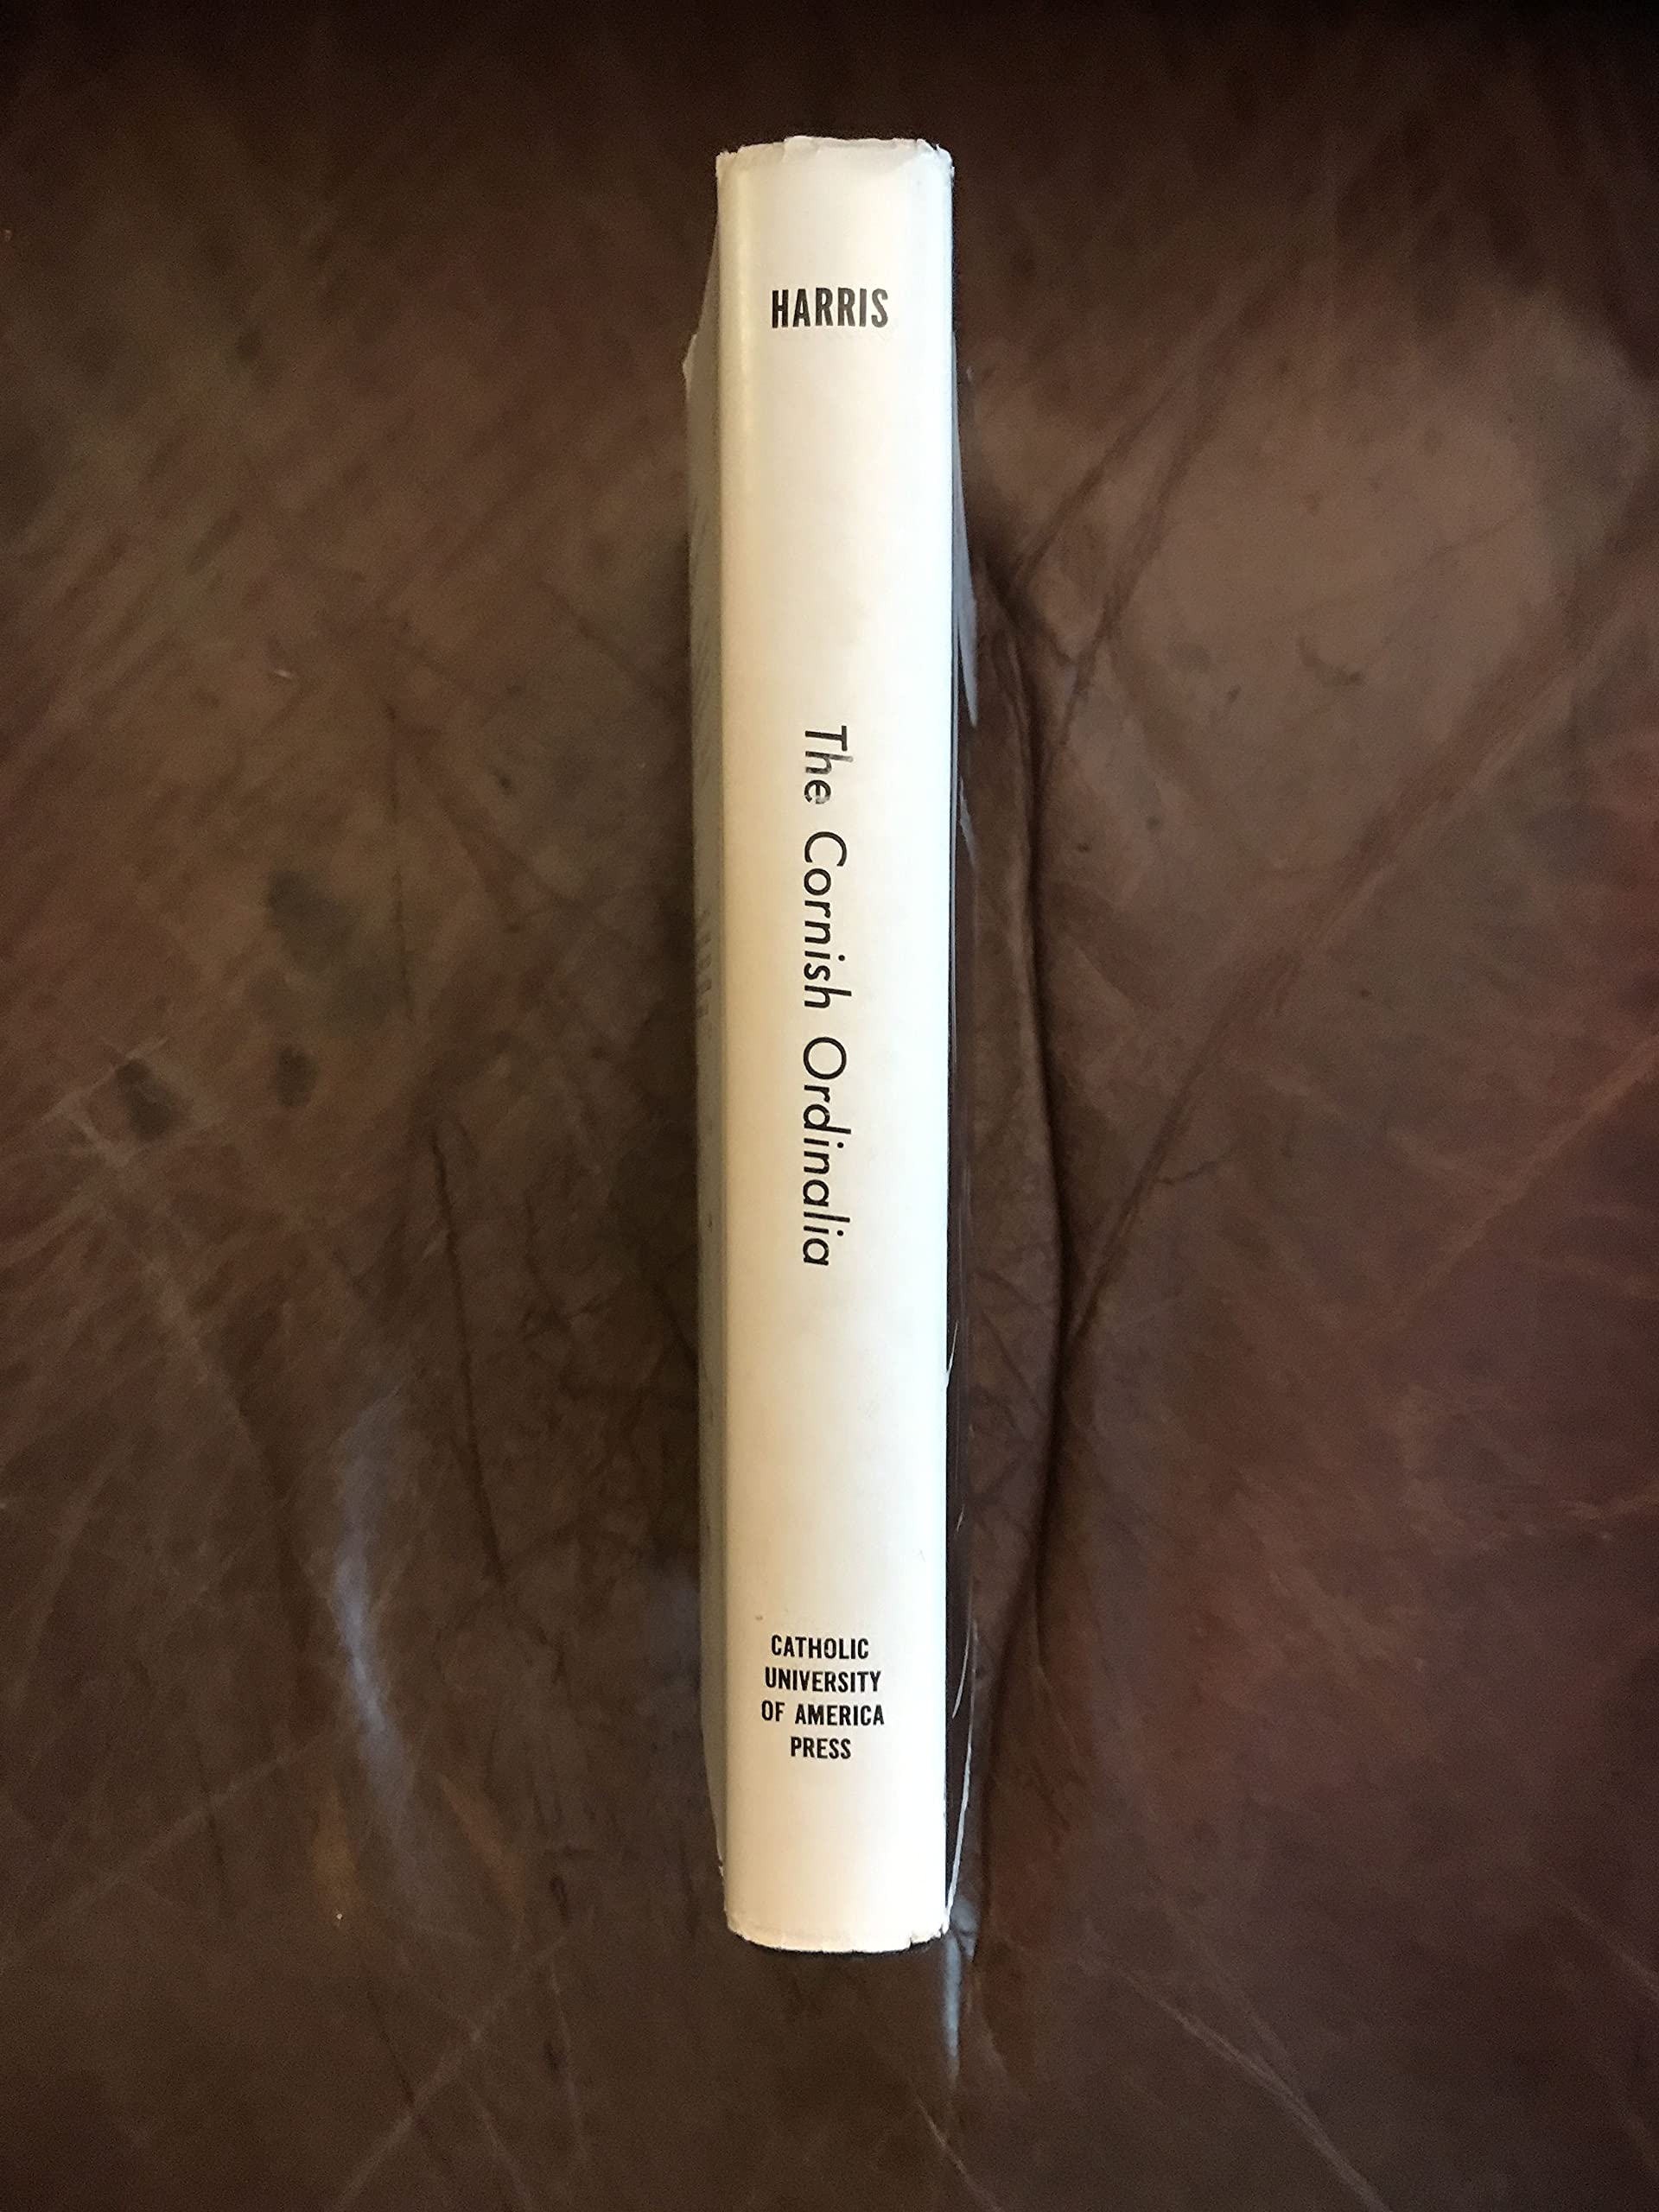 HARRIS
The Cornish Ordinalia
CATHOLIC
UNIVERSITY
OF AMERICA
PRESS